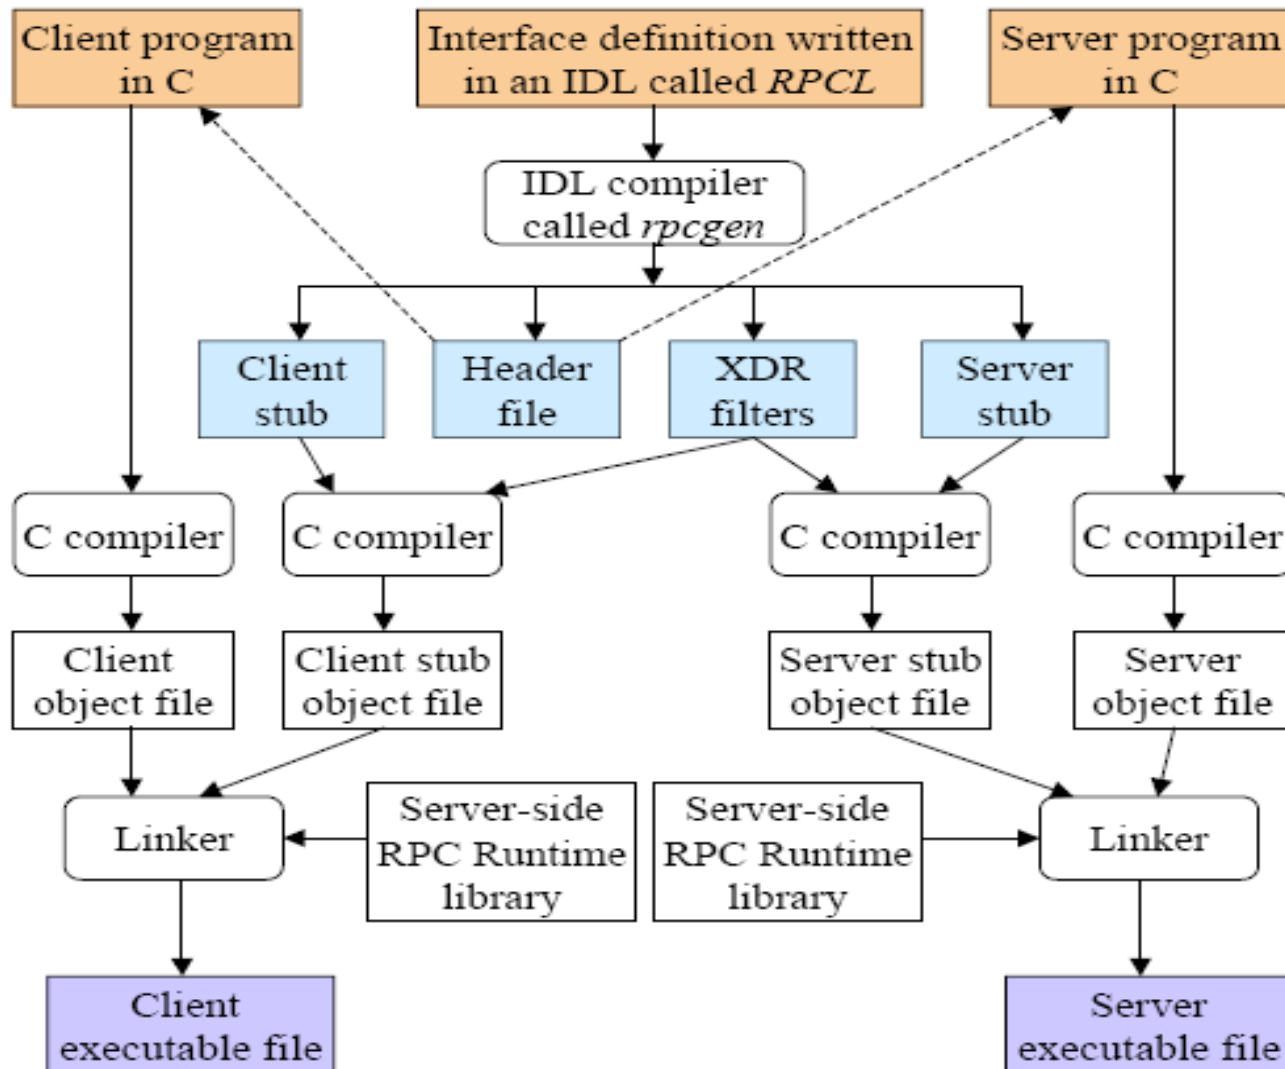 Client program
in C
Interface definition written
in an IDL called RPCL
Server program
in C
IDL compiler
called rpcgen
Client
stub
Header
file
XDR
filters
Server
stub
C compiler
C compiler
C compiler
C compiler
Client
object file
Client stub
object file
Server stub
object file
Server
object file
Linker
Server-side
RPC Runtime
library
Server-side
RPC Runtime
library
Linker
Client
executable file
Server
executable file